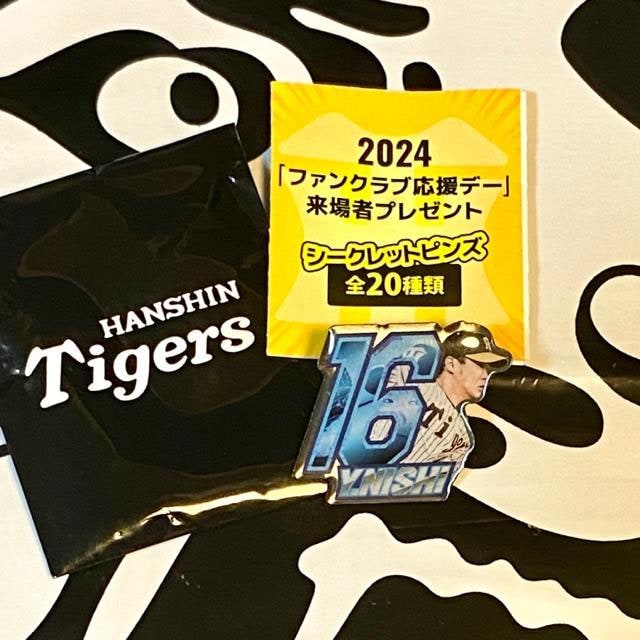 HANSHIN
Tigers
2024
「ファンクラブ応援デー」
来場者プレゼント
シークレットピンズ
全20種類
16
Ti
Y.NISHI